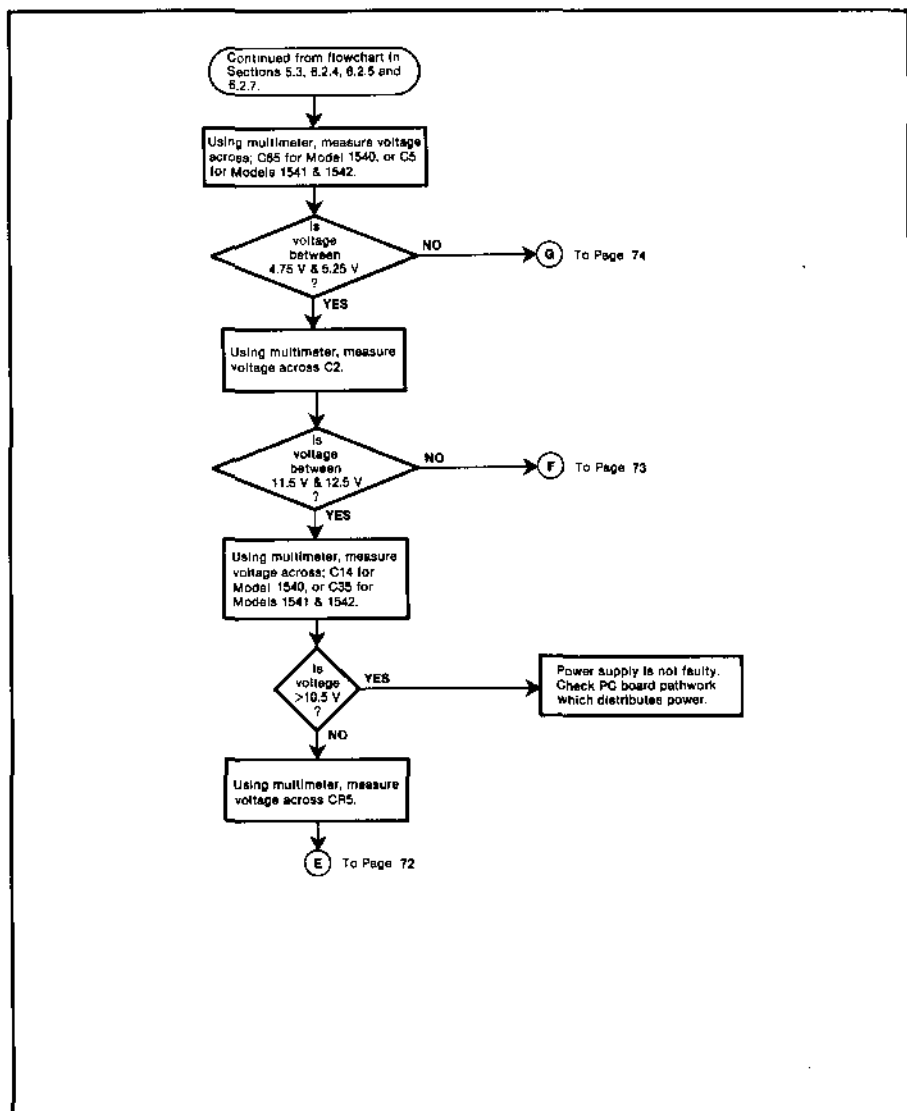 Continued from flowchart in
Sections 5.3, 6.2.4, 6.2.5 and
6.2.7.
Using multimeter, measure voltage
across; C65 for Model 1540, or C5
for Models 1541 & 1542.
Is
voltage
between
4.75 V & 5.25 V
?
NO
G To Page 74
YES
Using multimeter, measure
voltage across C2.
Is
voltage
between
11.5 V & 12.5 V
?
NO
F To Page 73
YES
Using multimeter, measure
voltage across; C14 for
Model 1540, or C35 for
Models 1541 & 1542.
Is
voltage
>10.5 V
?
YES
Power supply is not faulty.
Check PC board pathwork
which distributes power.
NO
Using multimeter, measure
voltage across CR5.
E To Page 72